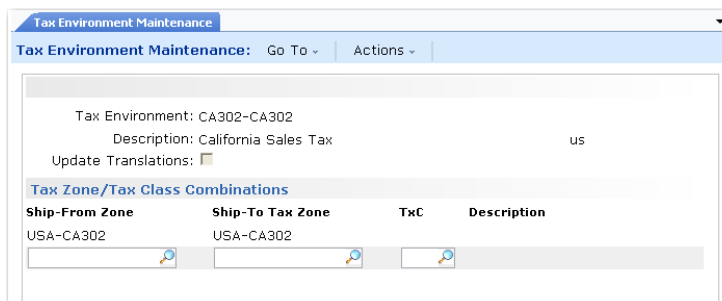 Tax Environment Maintenance
Tax Environment Maintenance: Go To Actions
Tax Environment: CA302-CA302
Description: California Sales Tax us
Update Translations:
Tax Zone/Tax Class Combinations
Ship-From Zone Ship-To Tax Zone TxC Description
USA-CA302 USA-CA302